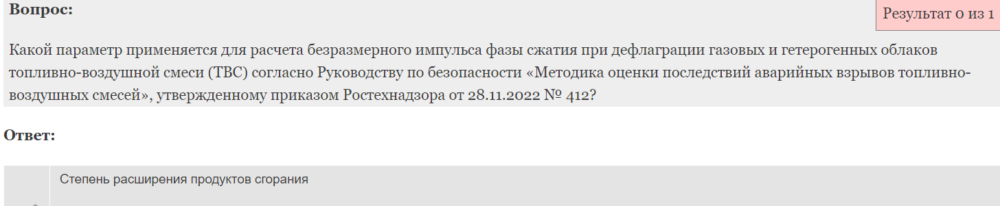 Вопрос:
Результат 0 из 1
Какой параметр применяется для расчета безразмерного импульса фазы сжатия при дефлаграции газовых и гетерогенных облаков
топливно-воздушной смеси (ТВС) согласно Руководству по безопасности «Методика оценки последствий аварийных взрывов топливно-
воздушных смесей», утвержденному приказом Ростехнадзора от 28.11.2022 № 412?
Ответ:
Степень расширения продуктов сгорания